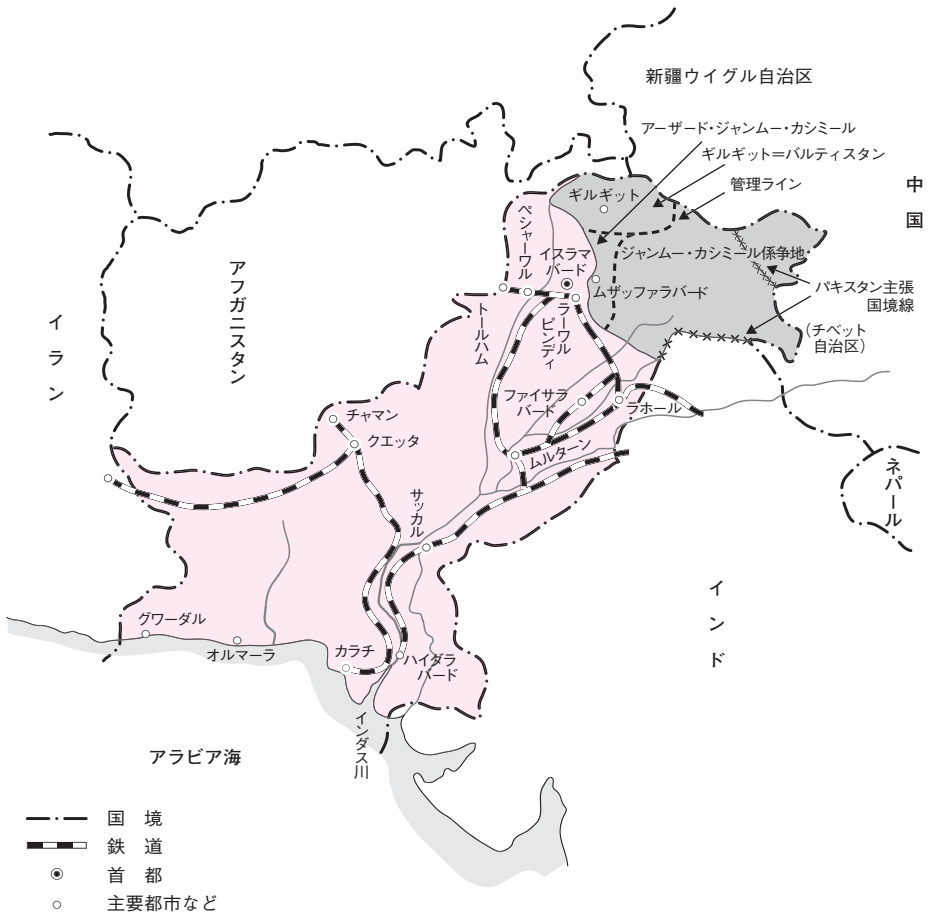 新疆ウイグル自治区
アーザード・ジャンムー・カシミール
ギルギット＝バルティスタン
管理ライン
中国
ギルギット
ペシャーワル
イスラマ
バード
ジャンムー・カシミール係争地
ムザッファラバード
パキスタン主張
国境線
（チベット
自治区）
アフガニスタン
イラン
トールハム
ラーワル
ピンディ
ファイサラ
バード
ラホール
チャマン
クエッタ
ムルターン
サッカル
ネパール
インド
グワーダル
オルマーラ
カラチ
ハイダラ
バード
インダス川
アラビア海
国　境
鉄　道
首　都
主要都市など